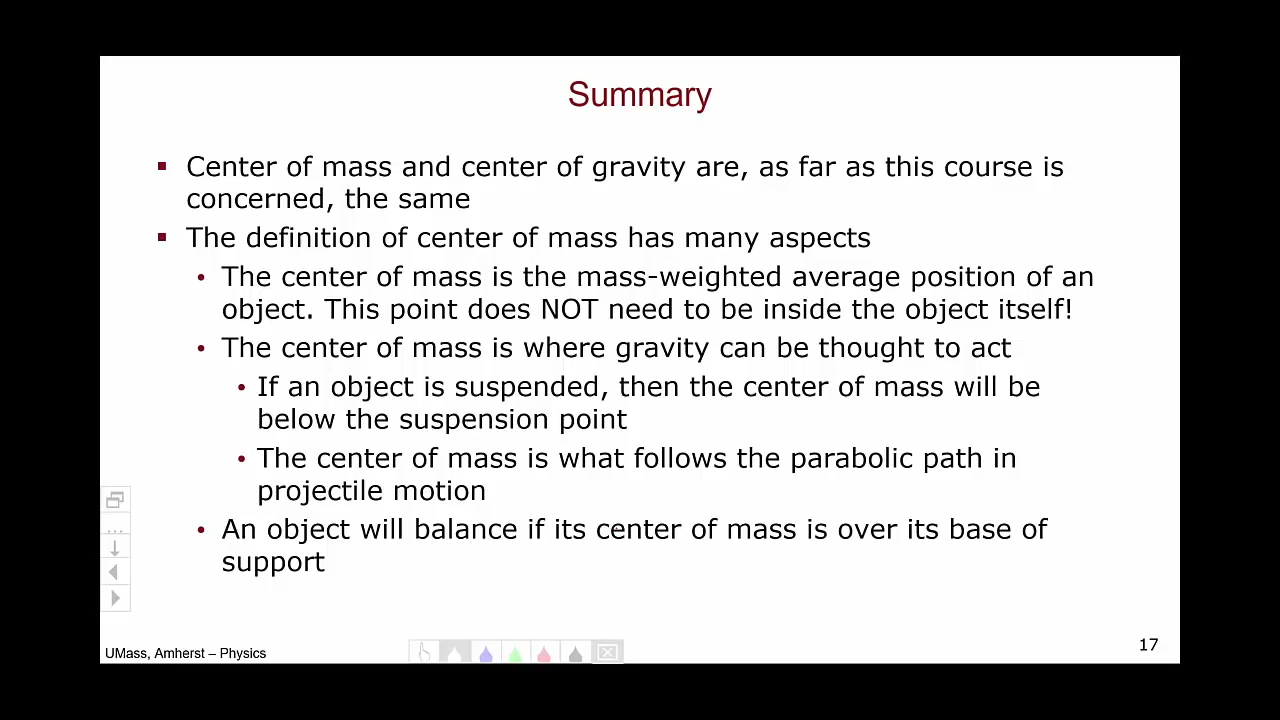 Summary
▪ Center of mass and center of gravity are, as far as this course is
concerned, the same
▪ The definition of center of mass has many aspects
• The center of mass is the mass-weighted average position of an
object. This point does NOT need to be inside the object itself!
• The center of mass is where gravity can be thought to act
• If an object is suspended, then the center of mass will be
below the suspension point
• The center of mass is what follows the parabolic path in
projectile motion
• An object will balance if its center of mass is over its base of
support
UMass, Amherst – Physics
17